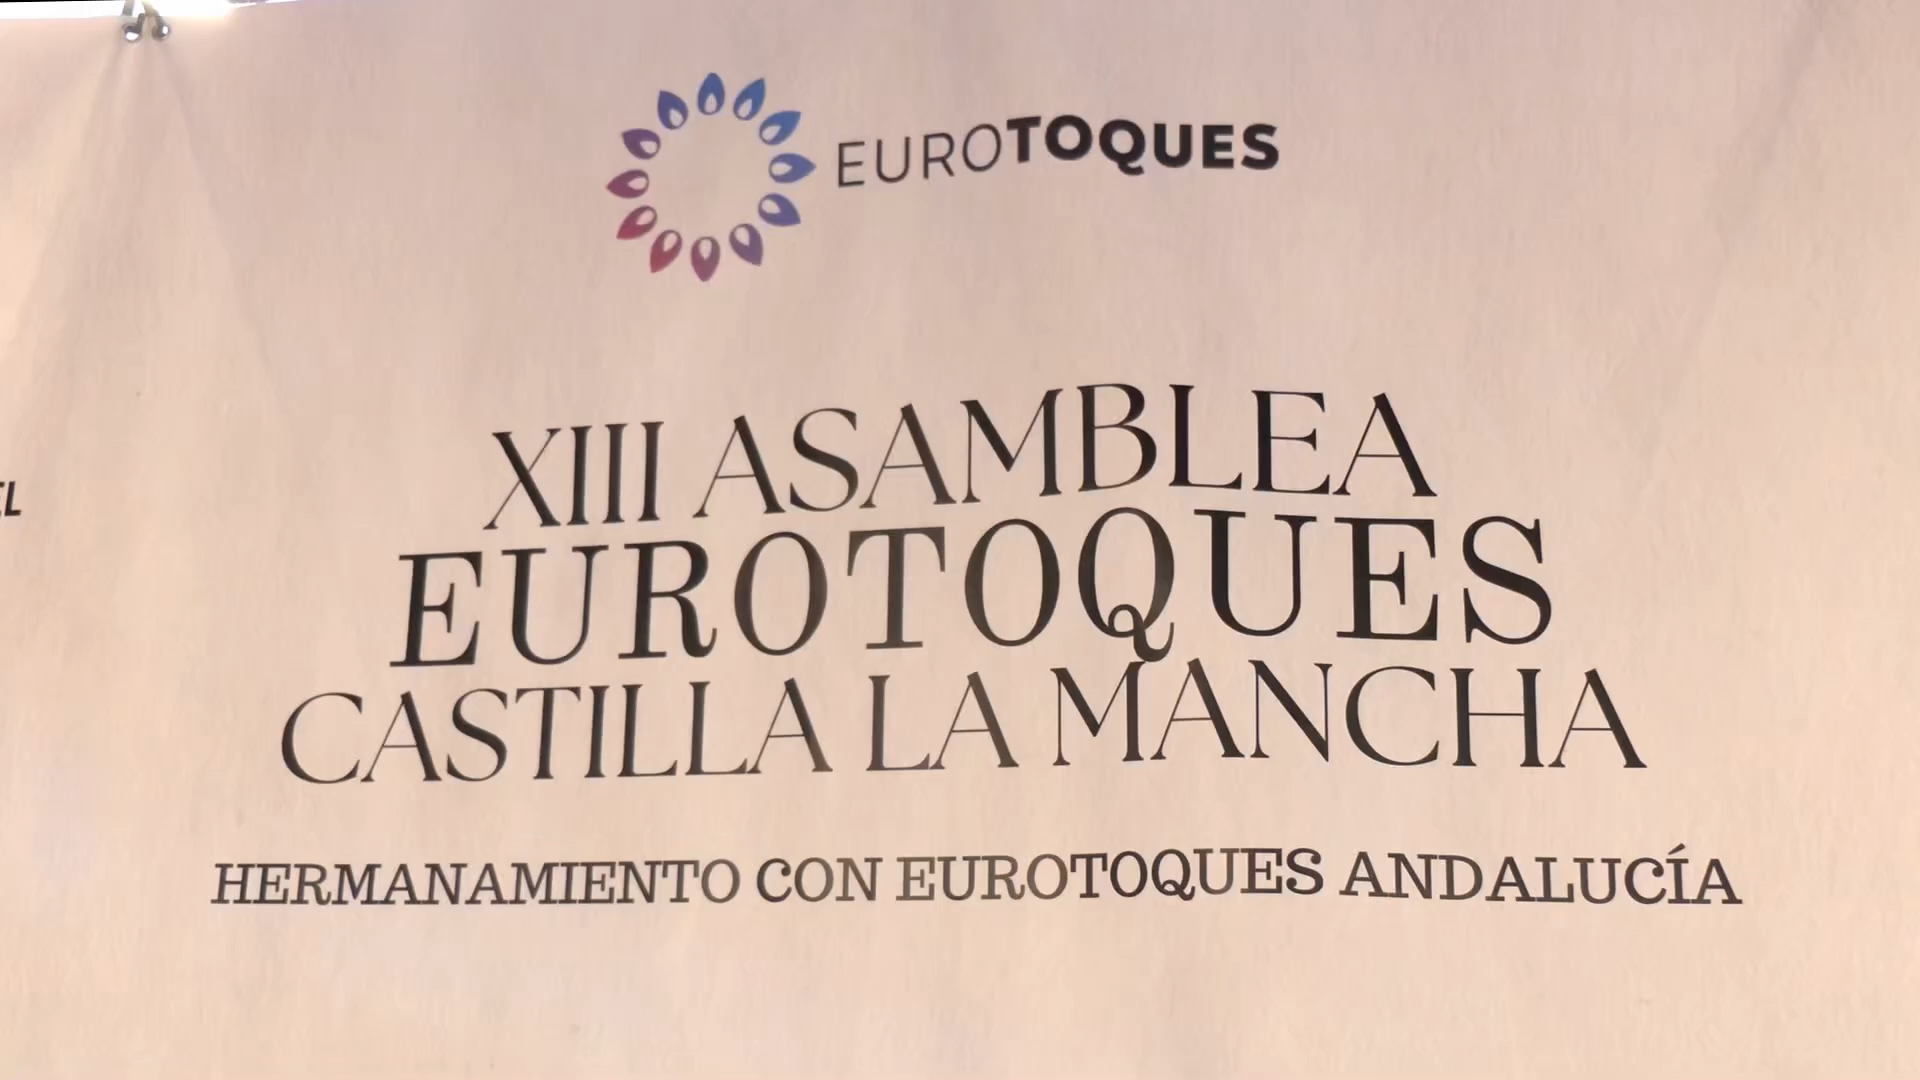 EUROTOQUES
XIII ASAMBLEA
EUROTOQUES
CASTILLA LA MANCHA
HERMANAMIENTO CON EUROTOQUES ANDALUCÍA